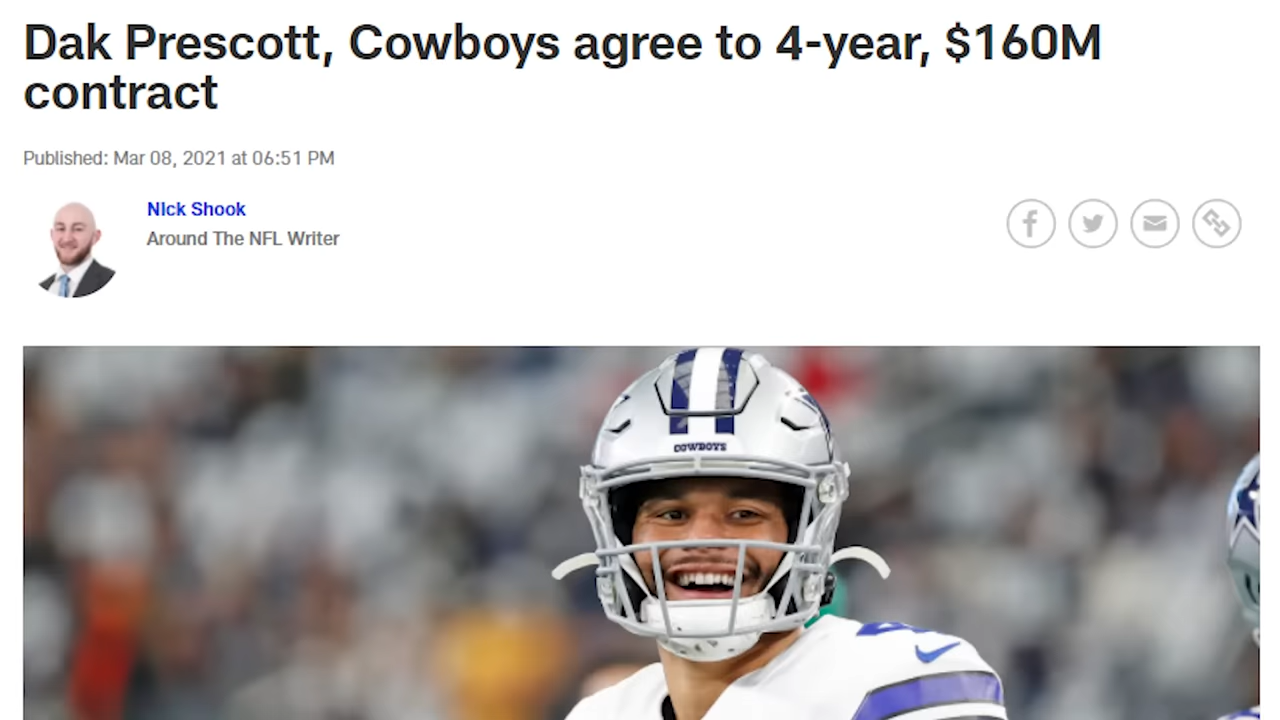 Dak Prescott, Cowboys agree to 4-year, $160M
contract
Published: Mar 08, 2021 at 06:51 PM
Nick Shook
Around The NFL Writer
COWBOYS